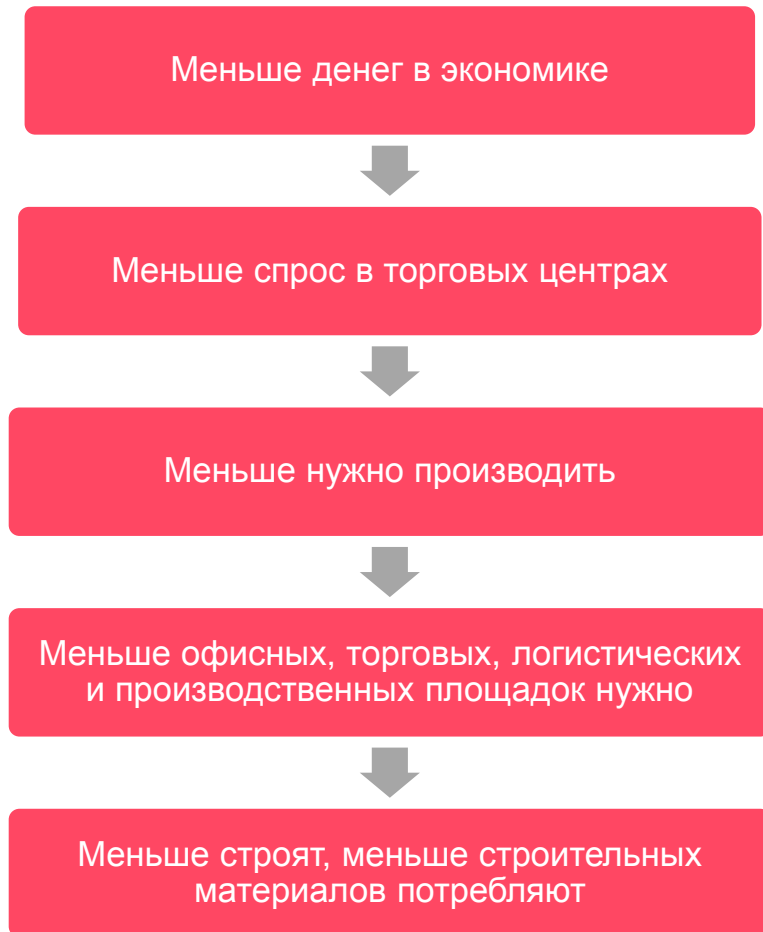 Меньше денег в экономике
Меньше спрос в торговых центрах
Меньше нужно производить
Меньше офисных, торговых, логистических
и производственных площадок нужно
Меньше строят, меньше строительных
материалов потребляют